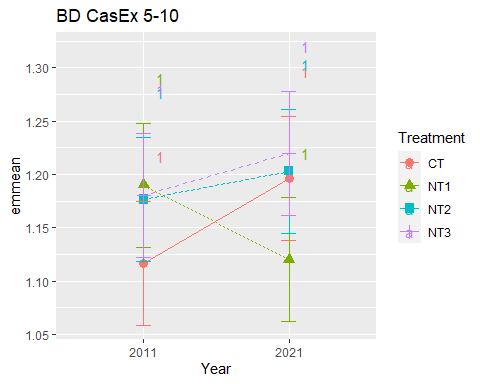 BD CasEx 5-10
emmean
1.30
1.25
1.20
1.15
1.10
1.05
1
1
1
1
1
1
1
1
2011
2021
Year
Treatment
a CT
a NT1
a NT2
a NT3